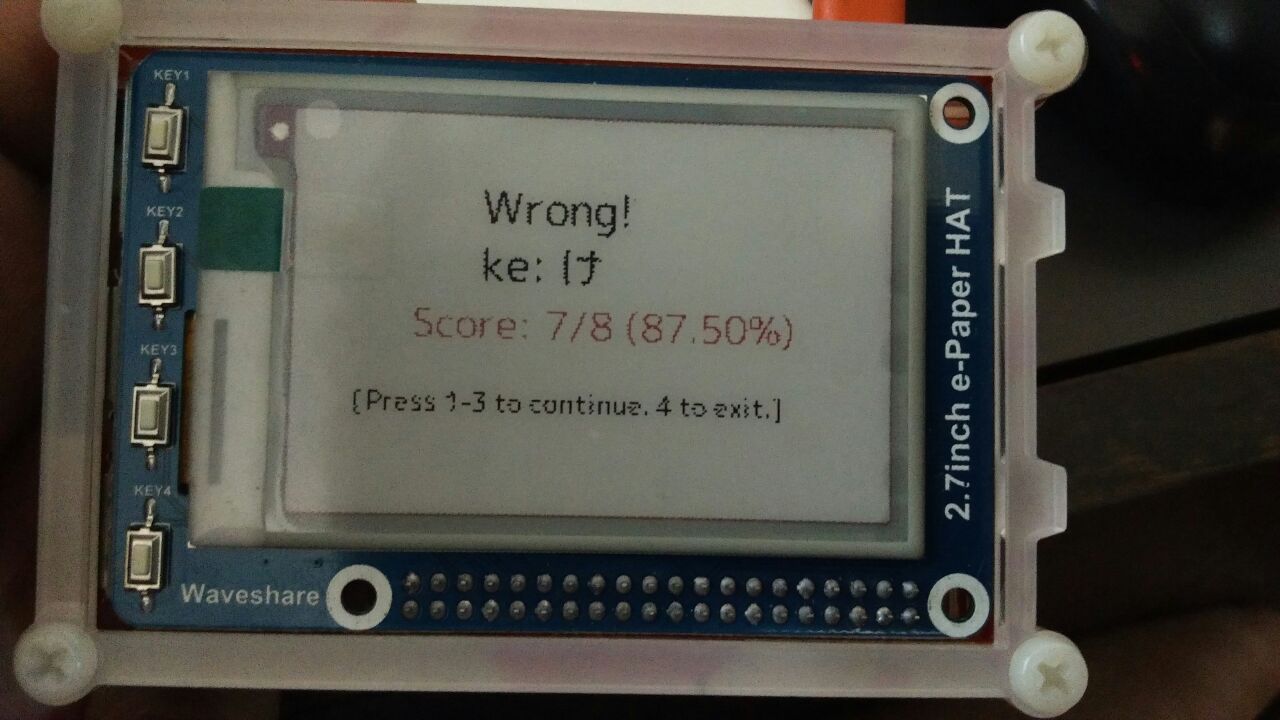 KEY1
KEY2
KEY3
KEY4
Wrong!
ke: け
Score: 7/8 (87.50%)
[Press 1-3 to continue. 4 to exit.]
2.7inch e-Paper HAT
Waveshare